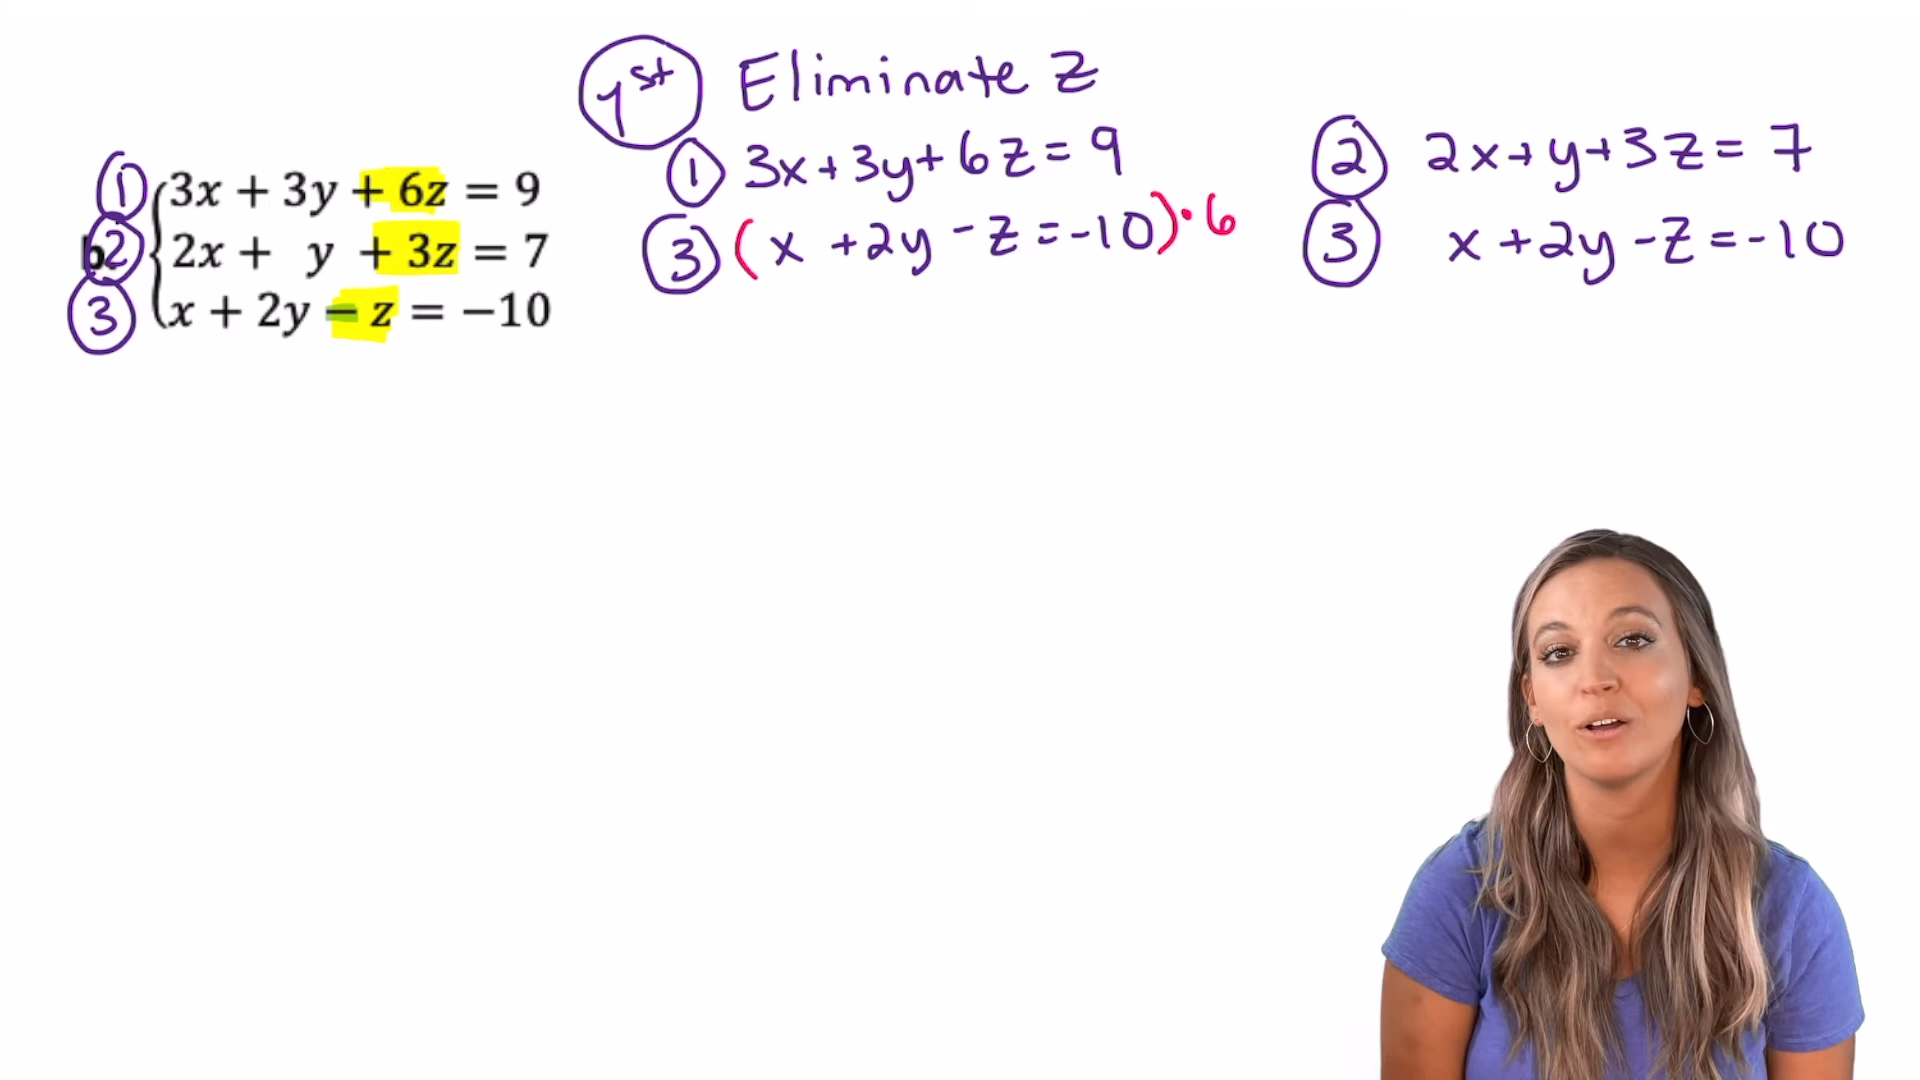 ① 3x + 3y + 6z = 9
② 2x + y + 3z = 7
③ x + 2y − z = −10
1st Eliminate z
① 3x + 3y + 6z = 9
③ (x + 2y − z = −10) · 6
② 2x + y + 3z = 7
③ x + 2y − z = −10